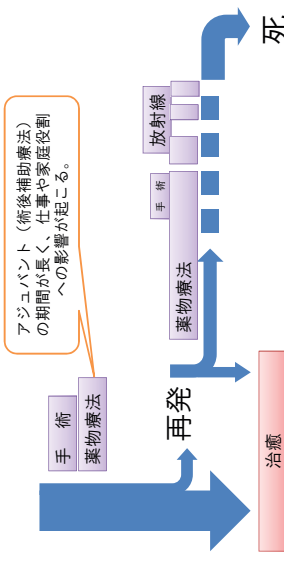 アジュバント（術後補助療法）
の期間が長く、仕事や家庭役割
への影響が起こる。
手　術
薬物療法
再発
治癒
薬物療法
手　術
放射線
死